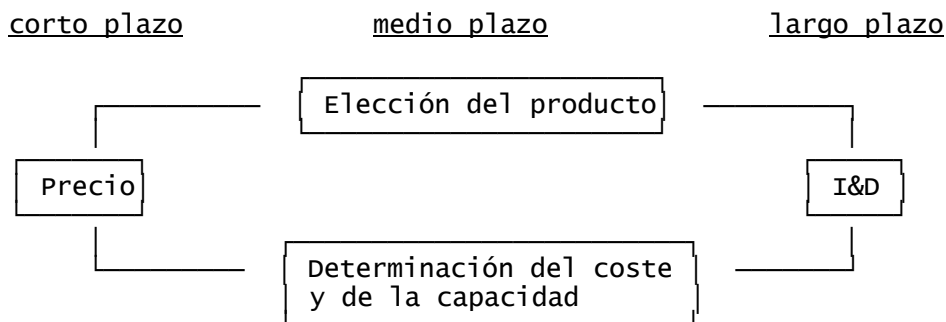 corto plazo medio plazo largo plazo
Elección del producto
Precio I&D
Determinación del coste
y de la capacidad